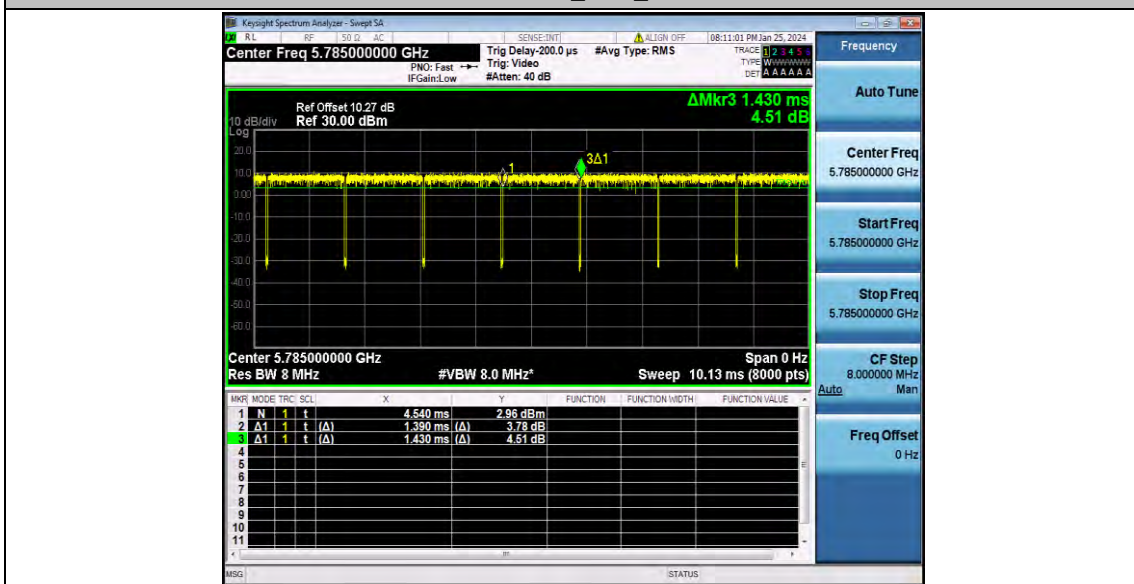 Keysight Spectrum Analyzer - Swept SA
LXI RL RF 50 Ω AC SENSE:INT ALIGN OFF 08:11:01 PM Jan 25, 2024
Center Freq 5.785000000 GHz
PNO: Fast
IFGain:Low
Trig Delay-200.0 µs
Trig: Video
#Atten: 40 dB
#Avg Type: RMS
TRACE 1 2 3 4 5 6
TYPE WWWWWW
DET A A A A A A
Ref Offset 10.27 dB
10 dB/div Ref 30.00 dBm
ΔMkr3 1.430 ms
4.51 dB
Log
20.0
10.0
0.00
-10.0
-20.0
-30.0
-40.0
-50.0
-60.0
1
3Δ1
Center 5.785000000 GHz Span 0 Hz
Res BW 8 MHz #VBW 8.0 MHz* Sweep 10.13 ms (8000 pts)
MKR MODE TRC SCL X Y FUNCTION FUNCTION WIDTH FUNCTION VALUE
1 N 1 t 4.540 ms 2.96 dBm
2 Δ1 1 t (Δ) 1.390 ms (Δ) 3.78 dB
3 Δ1 1 t (Δ) 1.430 ms (Δ) 4.51 dB
4
5
6
7
8
9
10
11
MSG STATUS
Frequency
Auto Tune
Center Freq
5.785000000 GHz
Start Freq
5.785000000 GHz
Stop Freq
5.785000000 GHz
CF Step
8.000000 MHz
Auto Man
Freq Offset
0 Hz